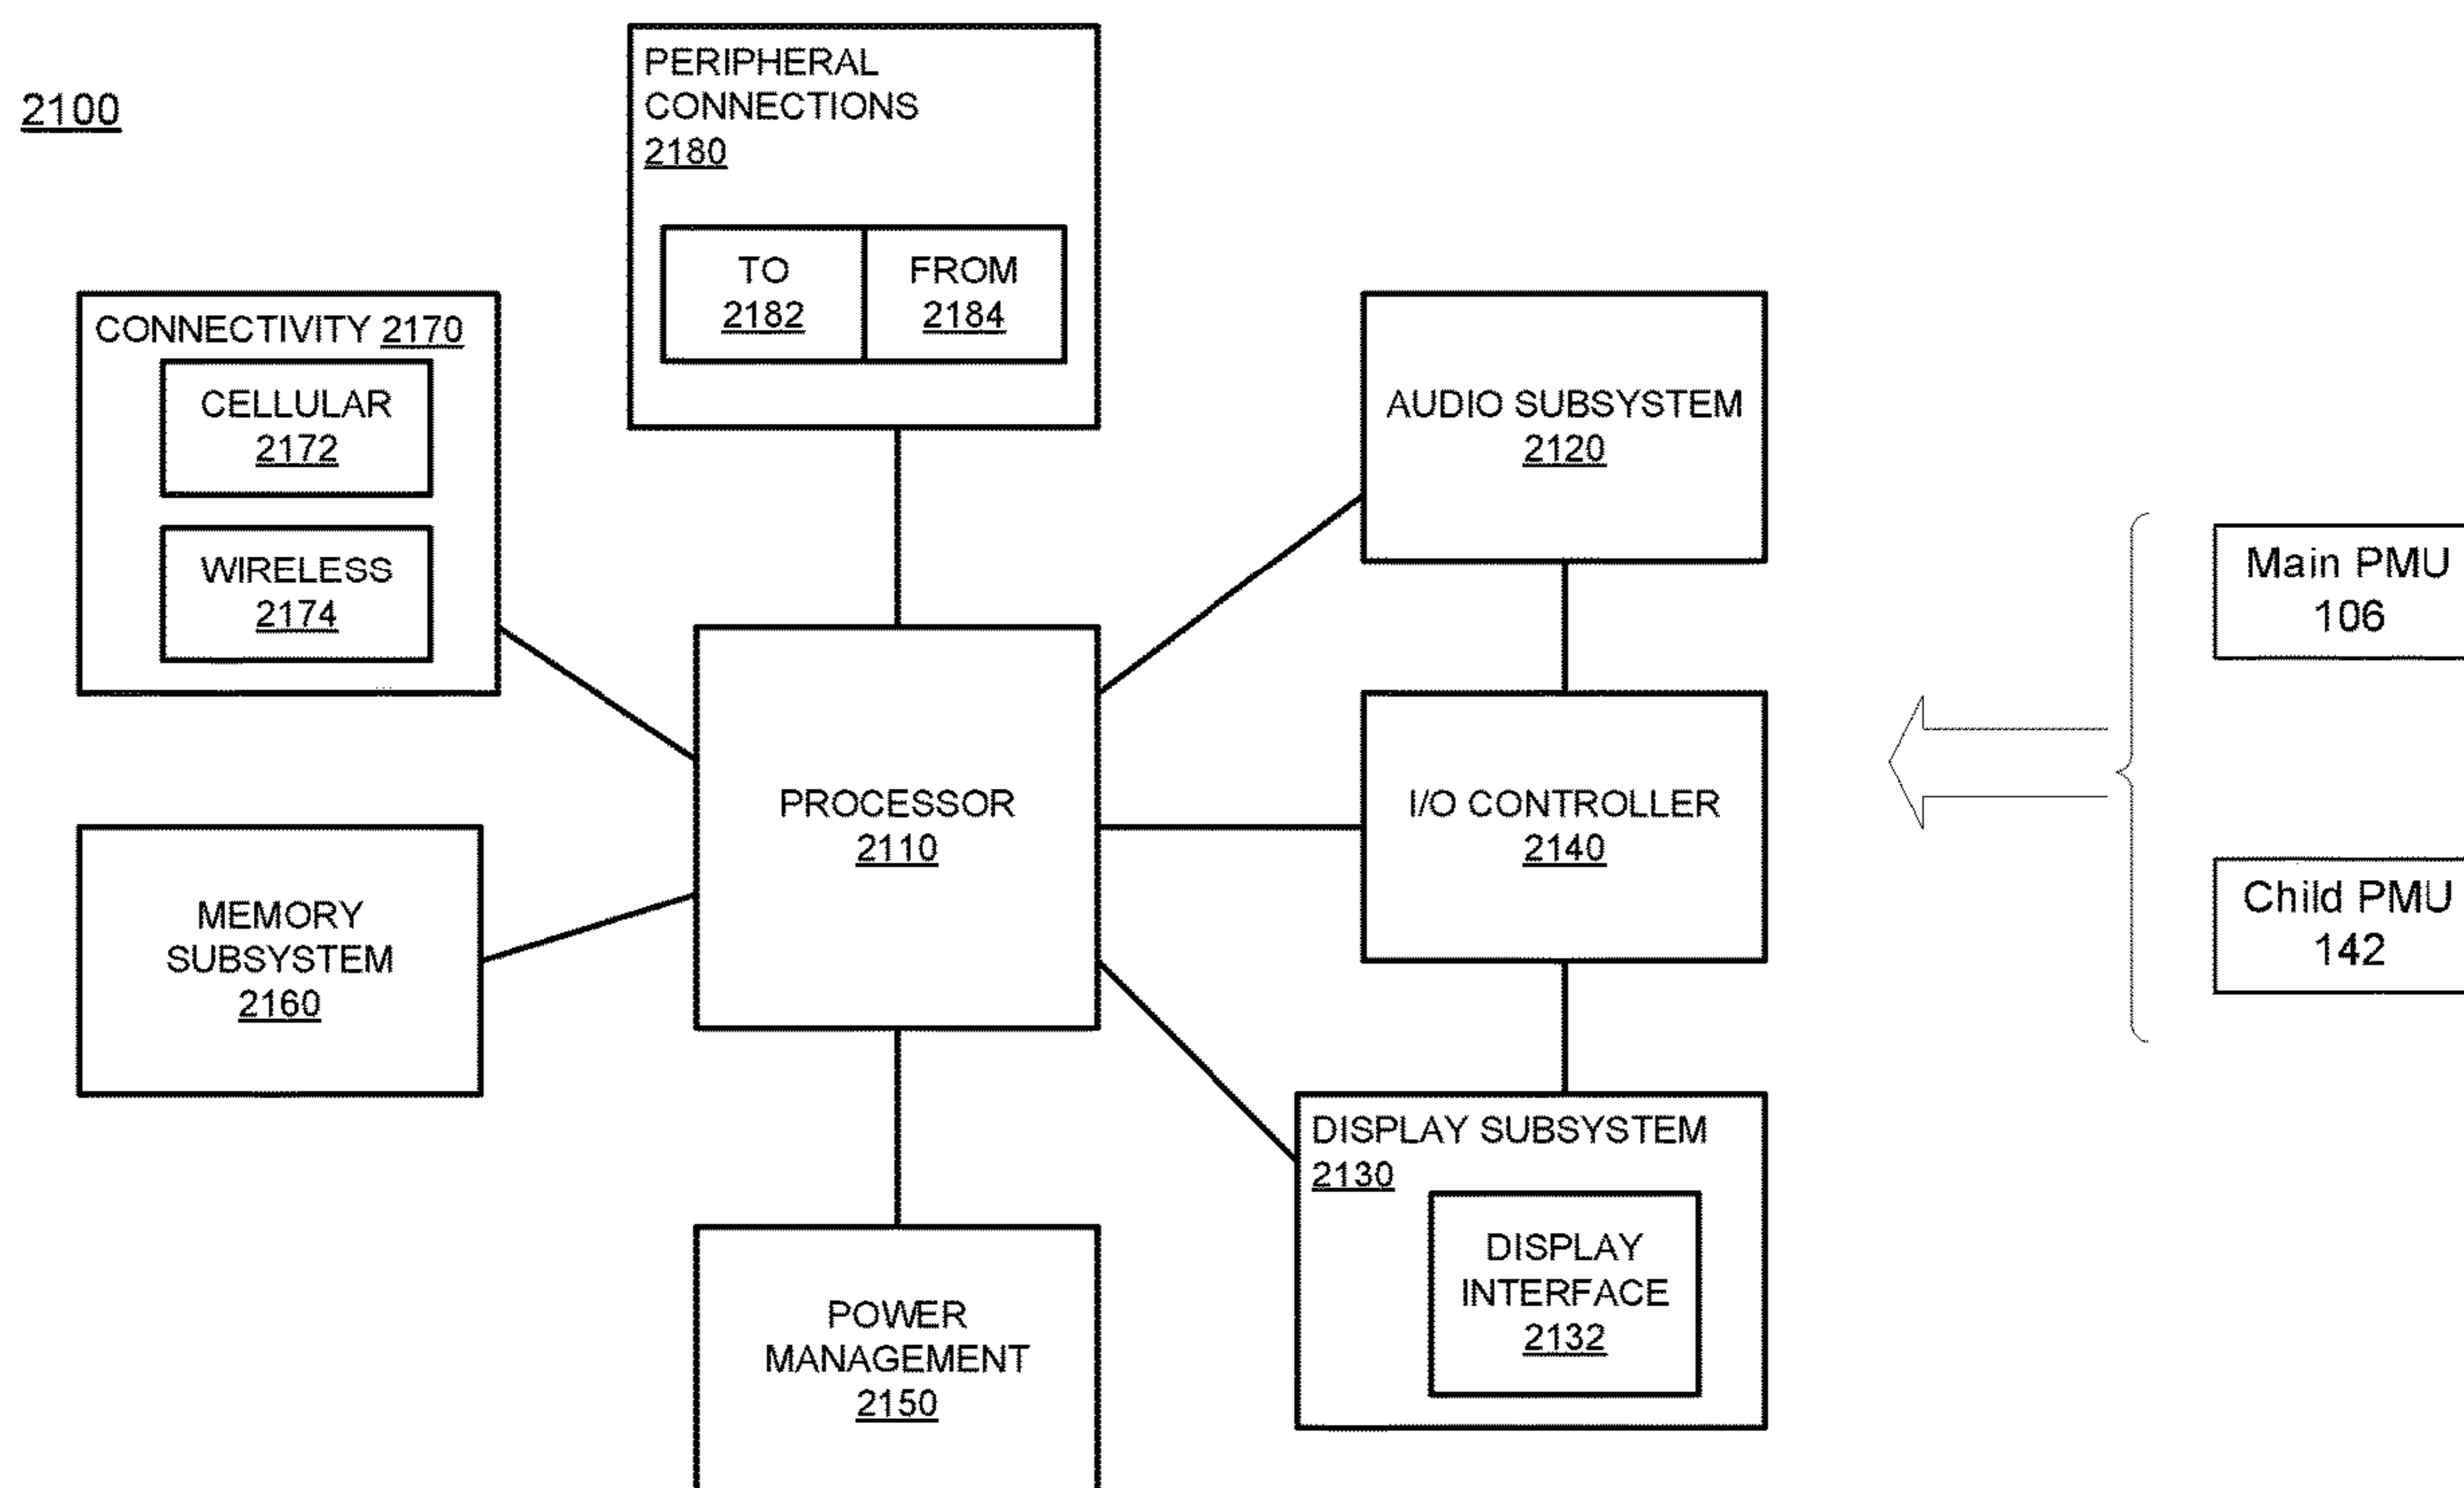 2100
PERIPHERAL
CONNECTIONS
2180
TO
2182
FROM
2184
CONNECTIVITY 2170
CELLULAR
2172
WIRELESS
2174
AUDIO SUBSYSTEM
2120
Main PMU
106
PROCESSOR
2110
I/O CONTROLLER
2140
Child PMU
142
MEMORY
SUBSYSTEM
2160
DISPLAY SUBSYSTEM
2130
DISPLAY
INTERFACE
2132
POWER
MANAGEMENT
2150